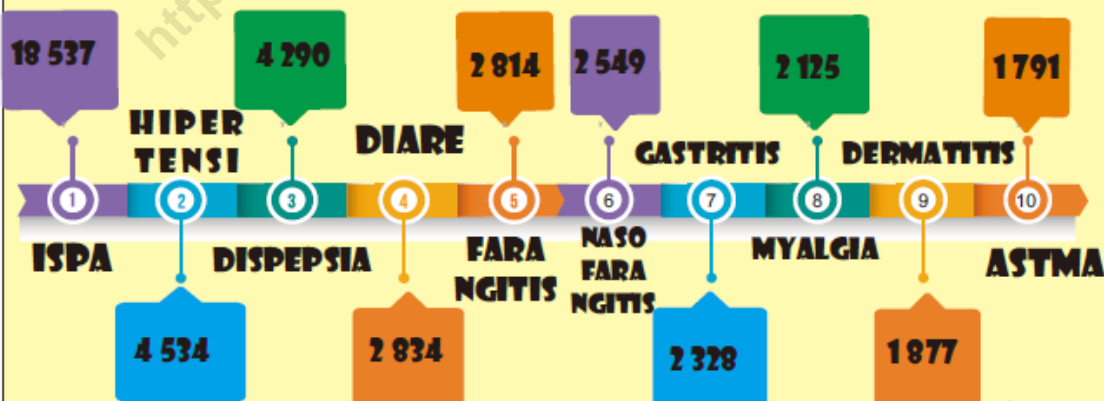 http
18 537
4 290
2 814
2 549
2 125
1 791
HIPER
TENSI
DIARE
GASTRITIS
DERMATITIS
1
2
3
4
5
6
7
8
9
10
ISPA
DISPEPSIA
FARA
NGITIS
NASO
FARA
NGITIS
MYALGIA
ASTMA
4 534
2 834
2 328
1 877